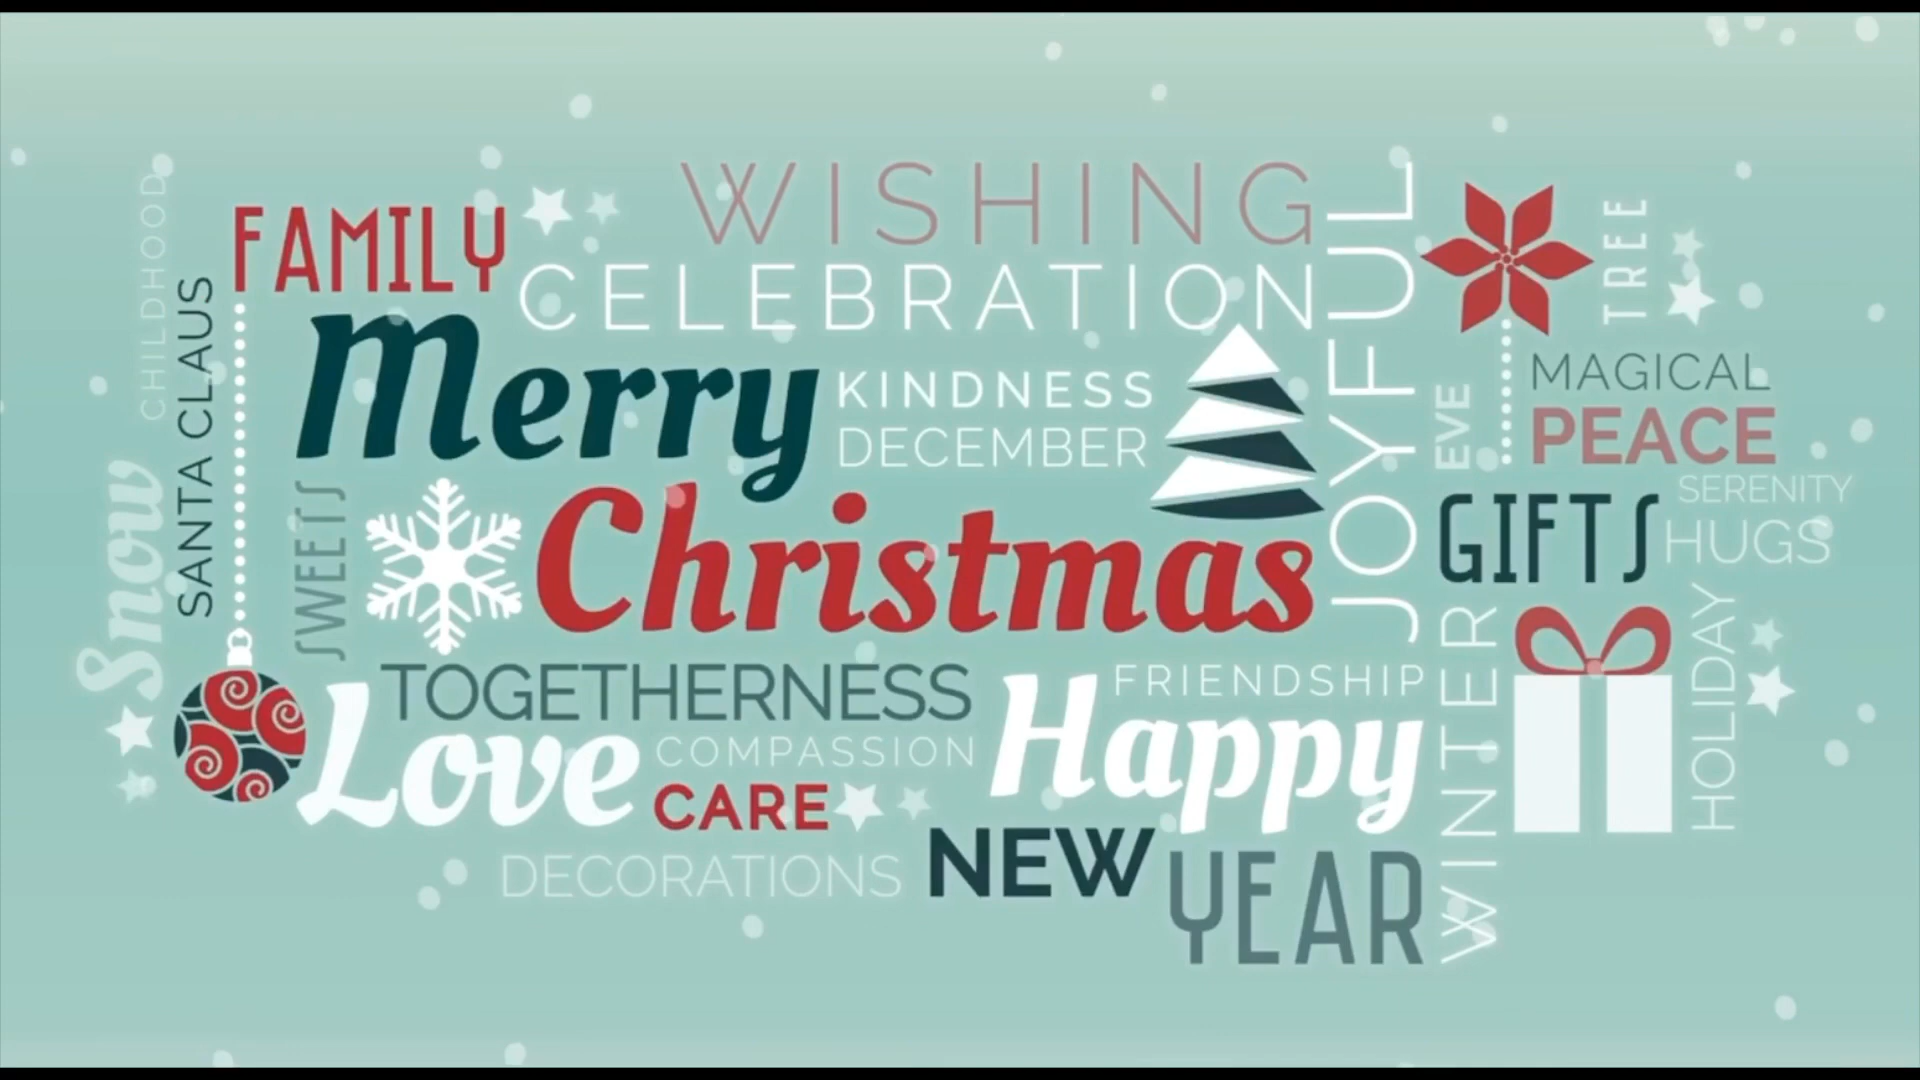 WISHING
CHILDHOOD
FAMILY
CELEBRATION
JOYFUL
TREE
SANTA CLAUS
Merry
KINDNESS
DECEMBER
EVE
MAGICAL
PEACE
Snow
SWEETS
Christmas
GIFTS
SERENITY
HUGS
TOGETHERNESS
Love
COMPASSION
CARE
Happy
FRIENDSHIP
WINTER
HOLIDAY
DECORATIONS
NEW
YEAR